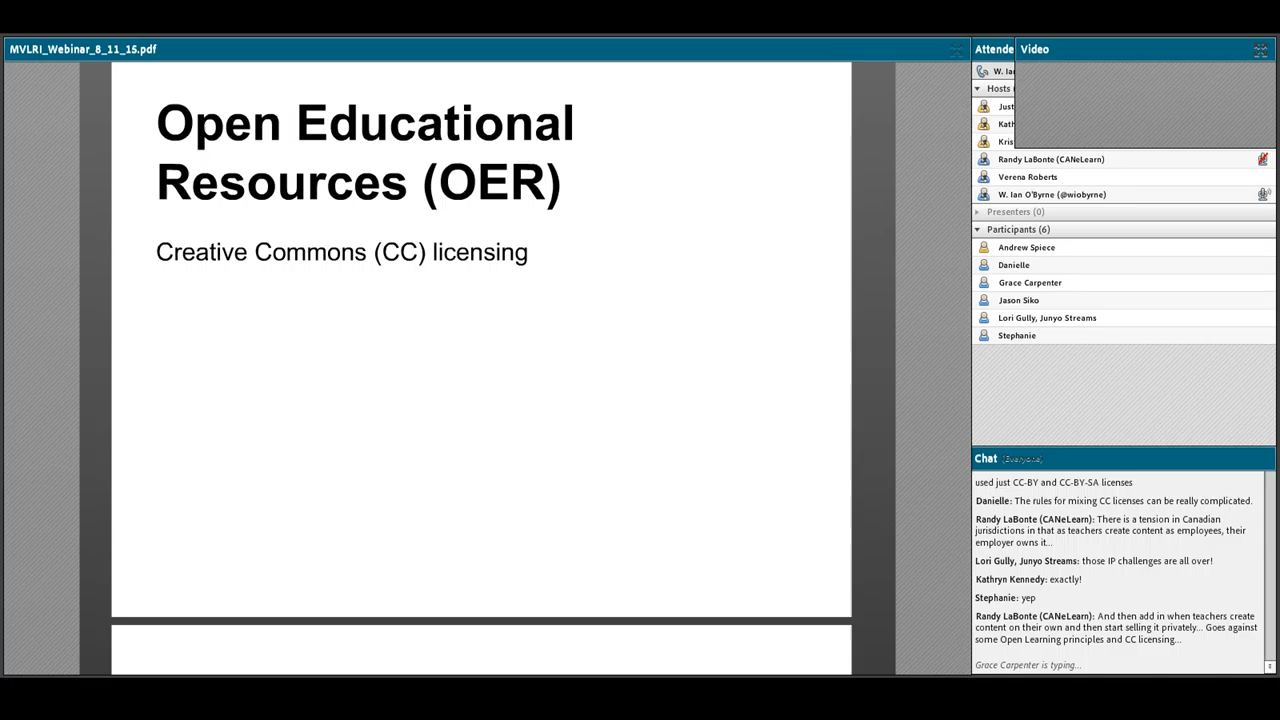 MVLRI_Webinar_8_11_15.pdf
Open Educational
Resources (OER)
Creative Commons (CC) licensing
Attende
Video
W. Ian
Hosts (
Just
Kath
Kris
Randy LaBonte (CANeLearn)
Verena Roberts
W. Ian O'Byrne (@wiobyrne)
Presenters (0)
Participants (6)
Andrew Spiece
Danielle
Grace Carpenter
Jason Siko
Lori Gully, Junyo Streams
Stephanie
Chat (Everyone)
used just CC-BY and CC-BY-SA licenses
Danielle: The rules for mixing CC licenses can be really complicated.
Randy LaBonte (CANeLearn): There is a tension in Canadian
jurisdictions in that as teachers create content as employees, their
employer owns it...
Lori Gully, Junyo Streams: those IP challenges are all over!
Kathryn Kennedy: exactly!
Stephanie: yep
Randy LaBonte (CANeLearn): And then add in when teachers create
content on their own and then start selling it privately... Goes against
some Open Learning principles and CC licensing...
Grace Carpenter is typing...